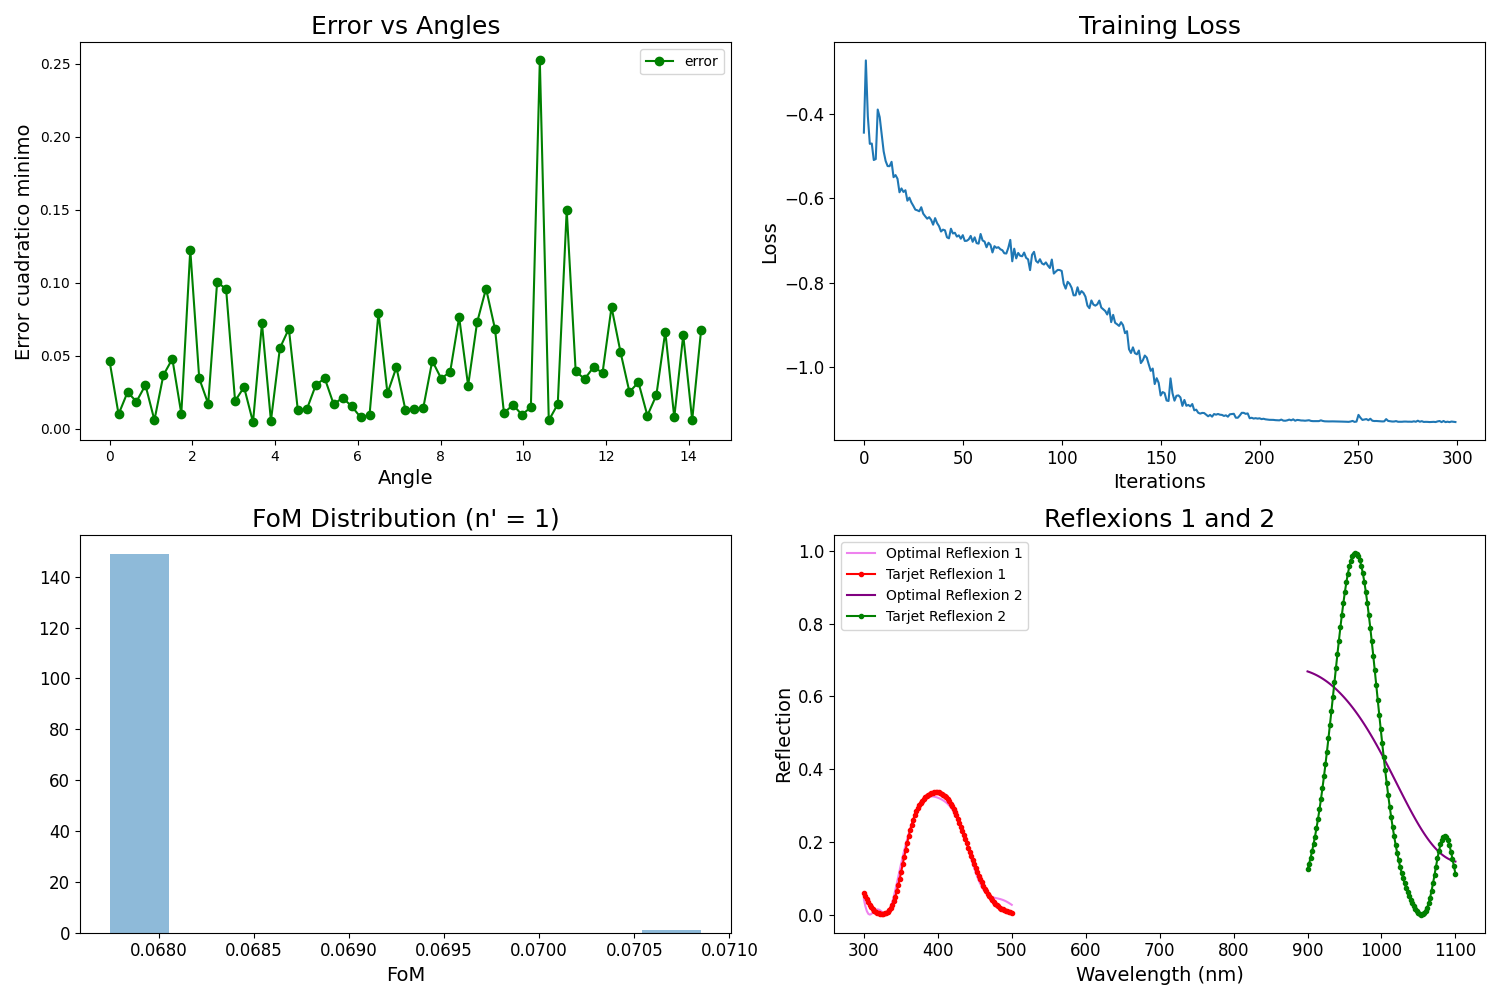 Error vs Angles
error
0.25
0.20
0.15
0.10
0.05
0.00
Error cuadratico minimo
0 2 4 6 8 10 12 14
Angle
Training Loss
−0.4
−0.6
−0.8
−1.0
Loss
0 50 100 150 200 250 300
Iterations
FoM Distribution (n' = 1)
140
120
100
80
60
40
20
0
0.0680 0.0685 0.0690 0.0695 0.0700 0.0705 0.0710
FoM
Reflexions 1 and 2
Optimal Reflexion 1
Tarjet Reflexion 1
Optimal Reflexion 2
Tarjet Reflexion 2
1.0
0.8
0.6
0.4
0.2
0.0
Reflection
300 400 500 600 700 800 900 1000 1100
Wavelength (nm)